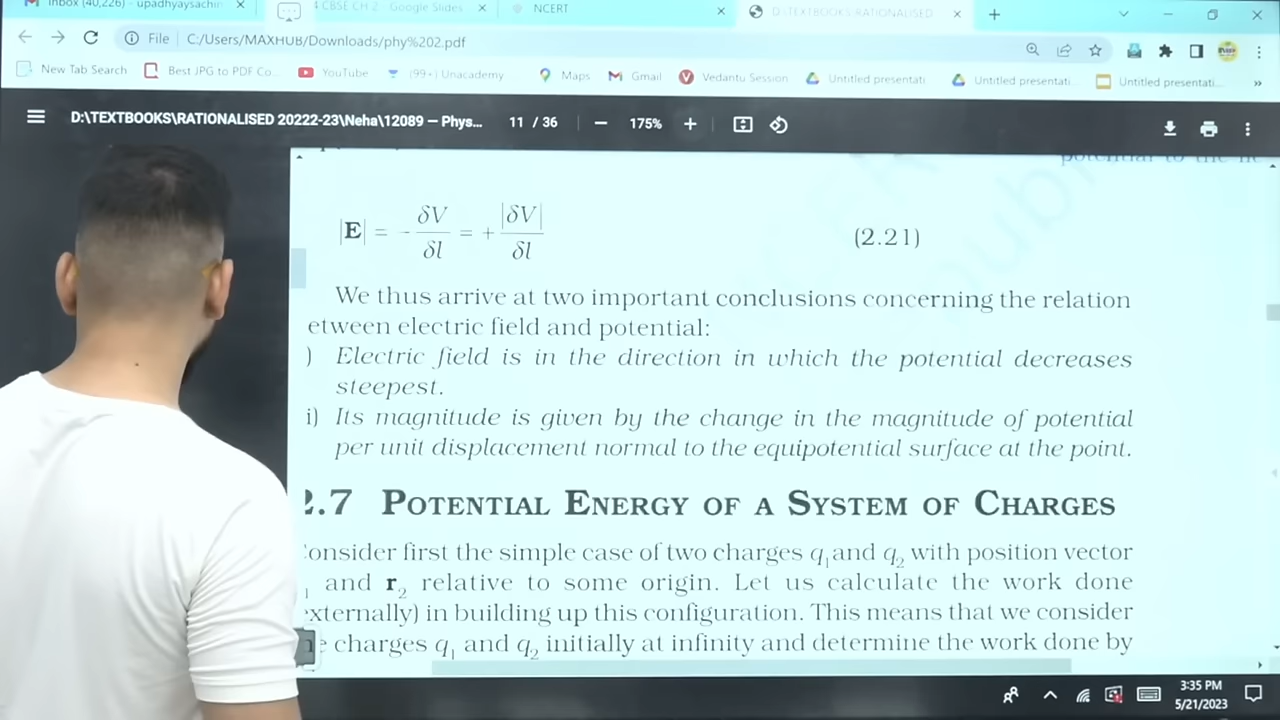 Inbox (40,226) - upadhyaysachin
4 CBSE CH 2 - Google Slides
NCERT
D:\TEXTBOOKS\RATIONALISED
File C:/Users/MAXHUB/Downloads/phy%202.pdf
New Tab Search
Best JPG to PDF Co...
YouTube
(99+) Unacademy
Maps
Gmail
Vedantu Session
Untitled presentati
Untitled presentati...
Untitled presentati...
»
D:\TEXTBOOKS\RATIONALISED 20222-23\Neha\12089 — Phys...
11 / 36
— 175% +
potential to the
|E| = - δV/δl = + |δV|/δl (2.21)
We thus arrive at two important conclusions concerning the relation
etween electric field and potential:
) Electric field is in the direction in which the potential decreases
steepest.
i) Its magnitude is given by the change in the magnitude of potential
per unit displacement normal to the equipotential surface at the point.
2.7 POTENTIAL ENERGY OF A SYSTEM OF CHARGES
onsider first the simple case of two charges q₁and q₂ with position vector
₁ and r₂ relative to some origin. Let us calculate the work done
externally) in building up this configuration. This means that we consider
e charges q₁ and q₂ initially at infinity and determine the work done by
3:35 PM
5/21/2023